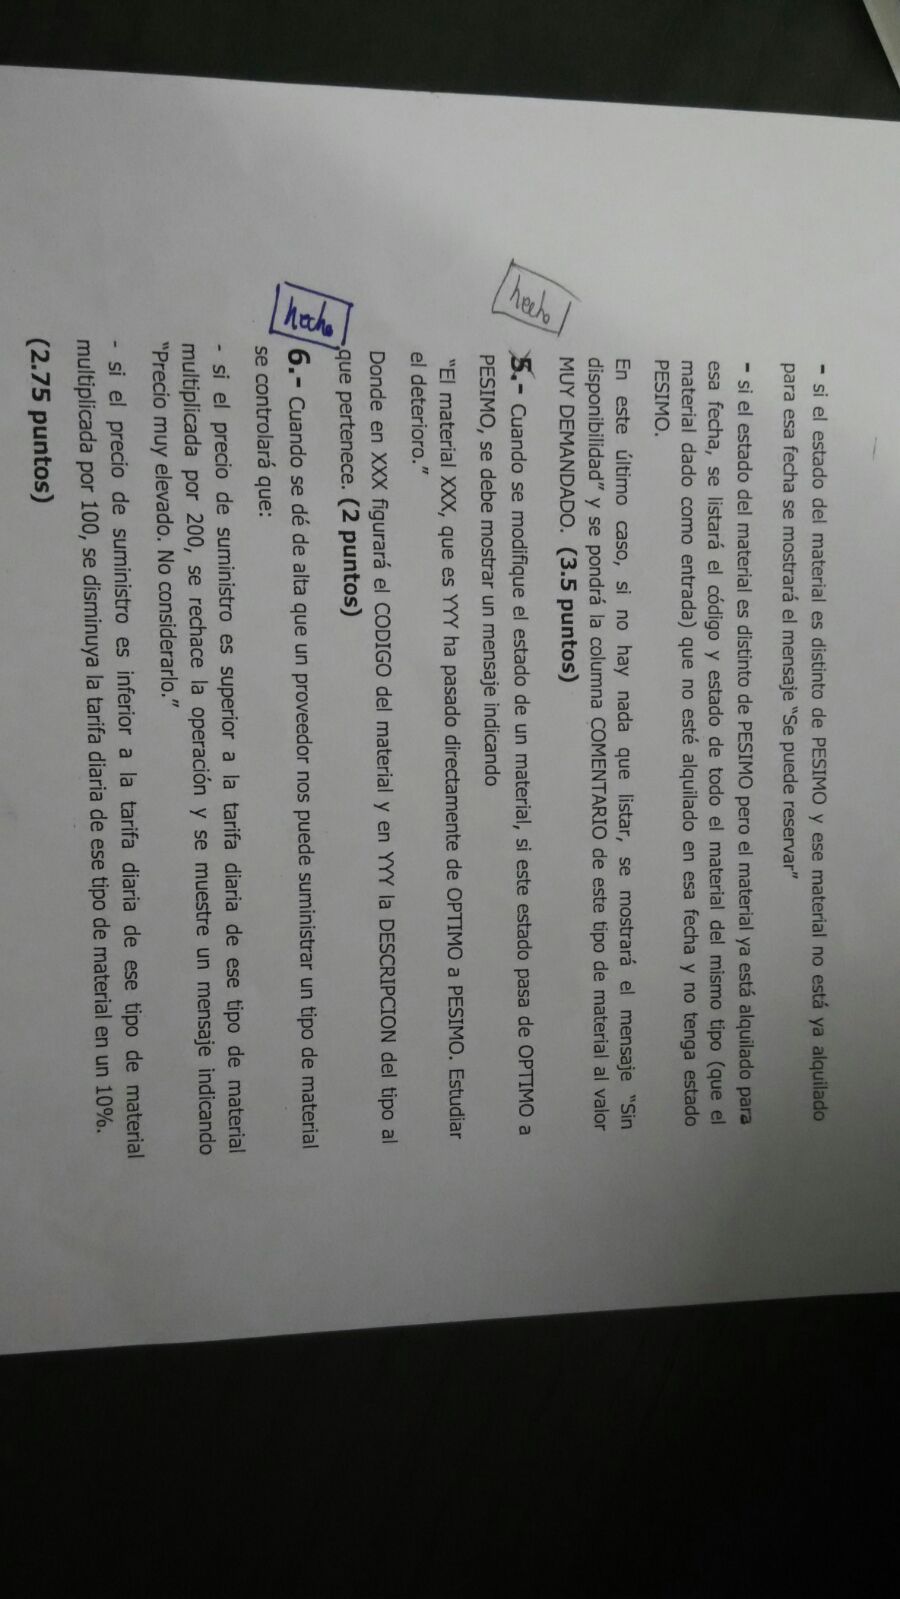 - si el estado del material es distinto de PESIMO y ese material no está ya alquilado
para esa fecha se mostrará el mensaje "Se puede reservar"
- si el estado del material es distinto de PESIMO pero el material ya está alquilado para
esa fecha, se listará el código y estado de todo el material del mismo tipo (que el
material dado como entrada) que no esté alquilado en esa fecha y no tenga estado
PESIMO.
En este último caso, si no hay nada que listar, se mostrará el mensaje "Sin
disponibilidad" y se pondrá la columna COMENTARIO de este tipo de material al valor
MUY DEMANDADO. (3.5 puntos)
hecho
5.- Cuando se modifique el estado de un material, si este estado pasa de OPTIMO a
PESIMO, se debe mostrar un mensaje indicando
"El material XXX, que es YYY ha pasado directamente de OPTIMO a PESIMO. Estudiar
el deterioro."
Donde en XXX figurará el CODIGO del material y en YYY la DESCRIPCION del tipo al
que pertenece. (2 puntos)
hecho
6.- Cuando se dé de alta que un proveedor nos puede suministrar un tipo de material
se controlará que:
- si el precio de suministro es superior a la tarifa diaria de ese tipo de material
multiplicada por 200, se rechace la operación y se muestre un mensaje indicando
"Precio muy elevado. No considerarlo."
- si el precio de suministro es inferior a la tarifa diaria de ese tipo de material
multiplicada por 100, se disminuya la tarifa diaria de ese tipo de material en un 10%.
(2.75 puntos)